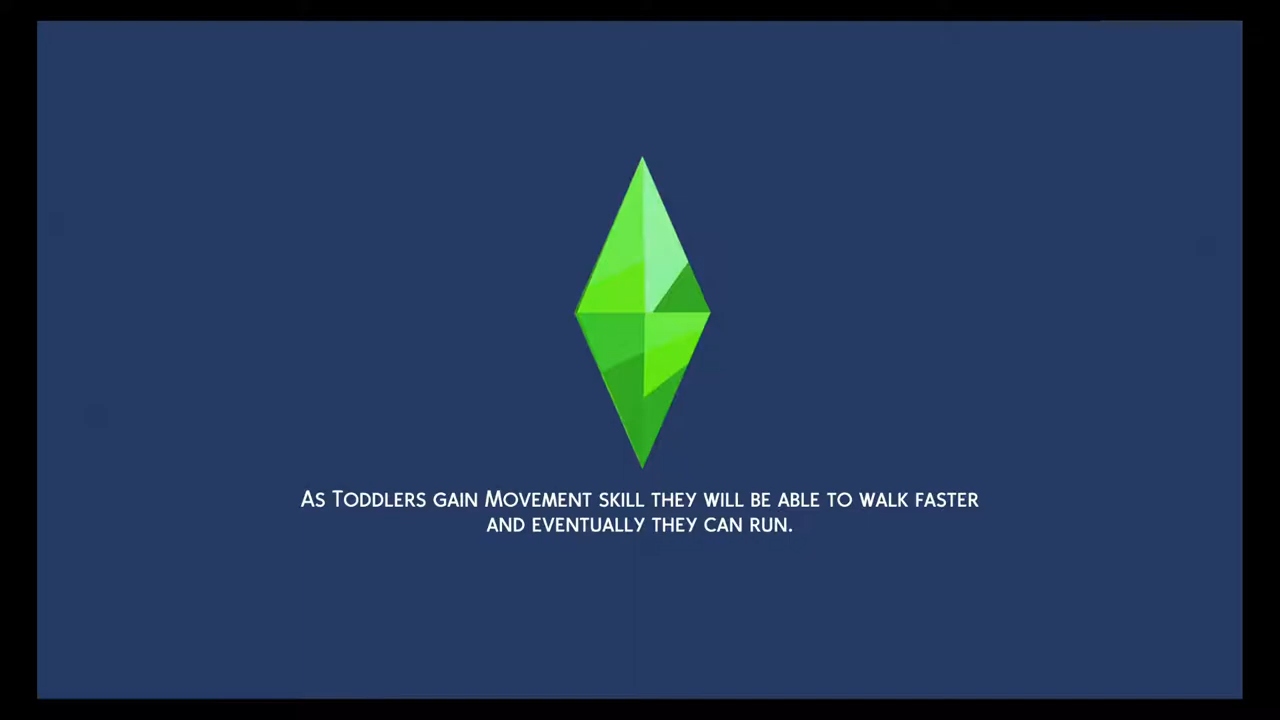 As Toddlers gain Movement skill they will be able to walk faster
and eventually they can run.